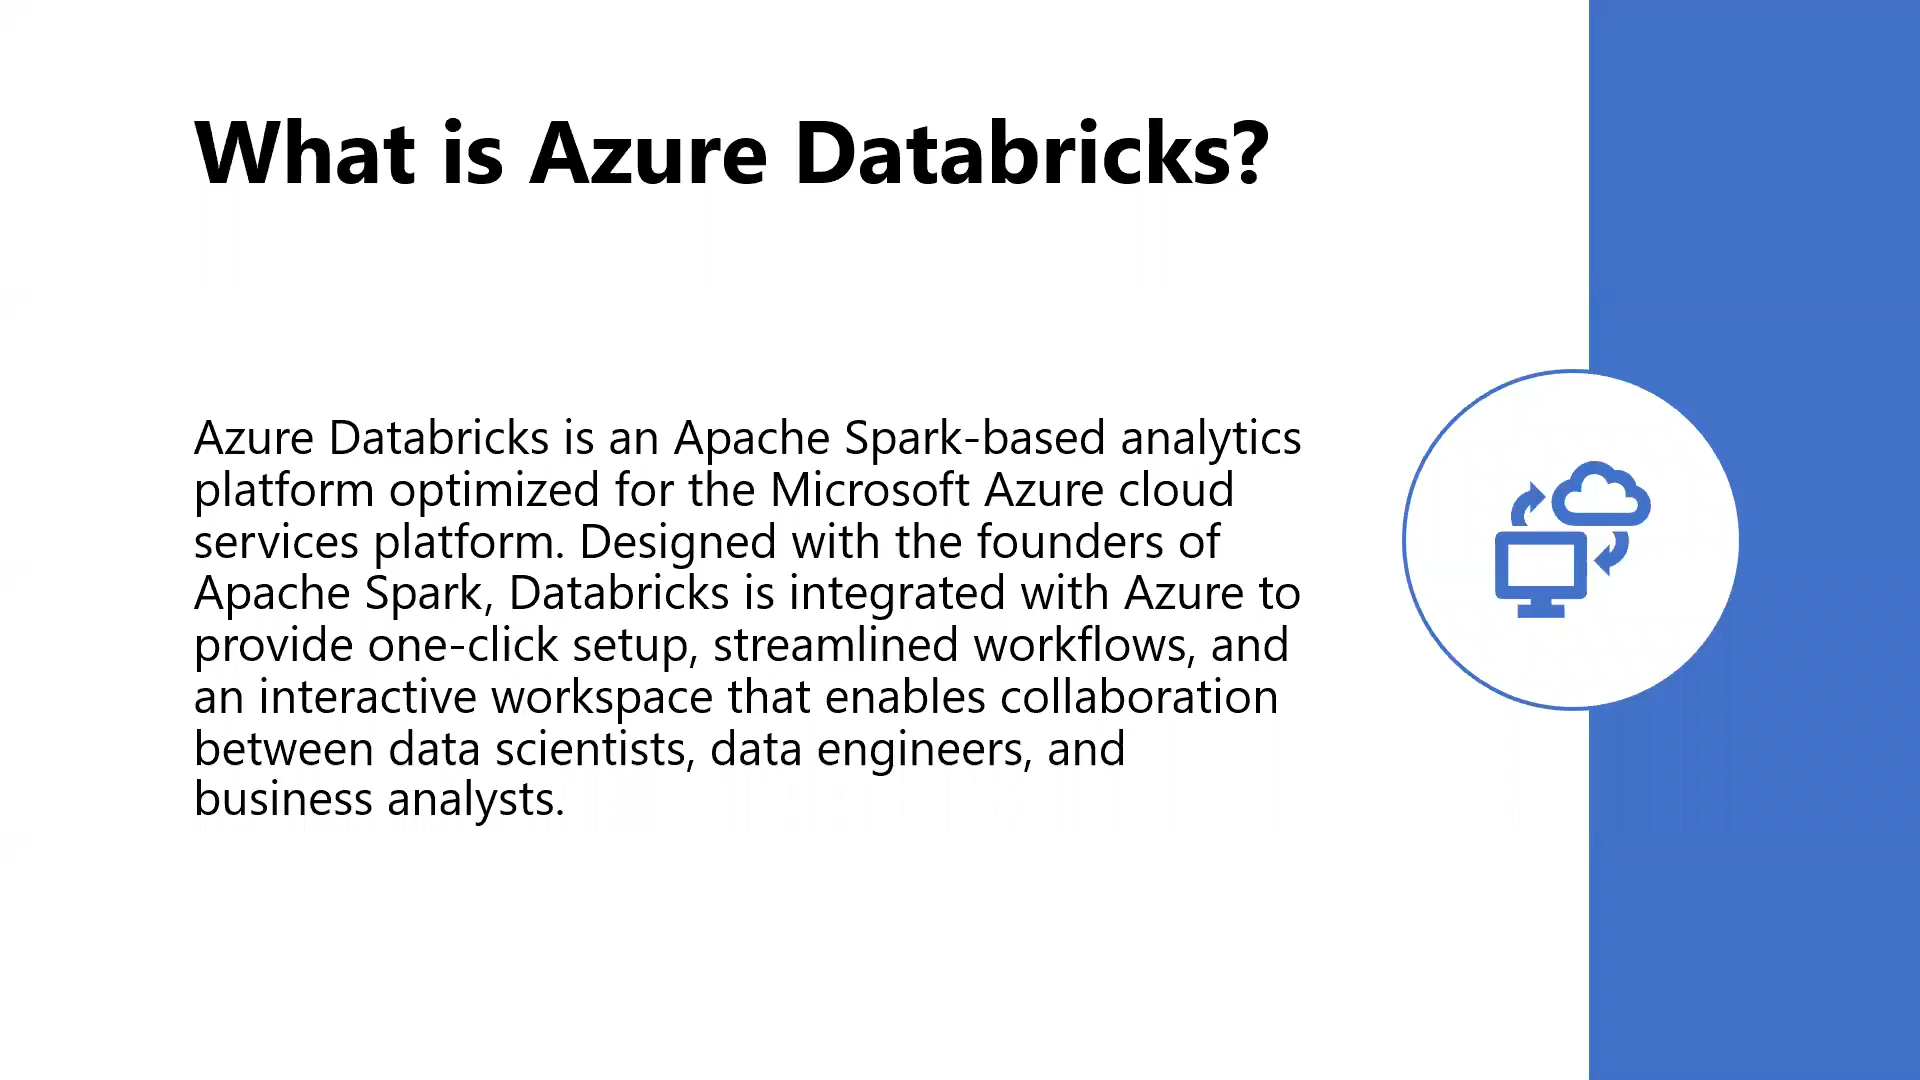 What is Azure Databricks?
Azure Databricks is an Apache Spark-based analytics
platform optimized for the Microsoft Azure cloud
services platform. Designed with the founders of
Apache Spark, Databricks is integrated with Azure to
provide one-click setup, streamlined workflows, and
an interactive workspace that enables collaboration
between data scientists, data engineers, and
business analysts.